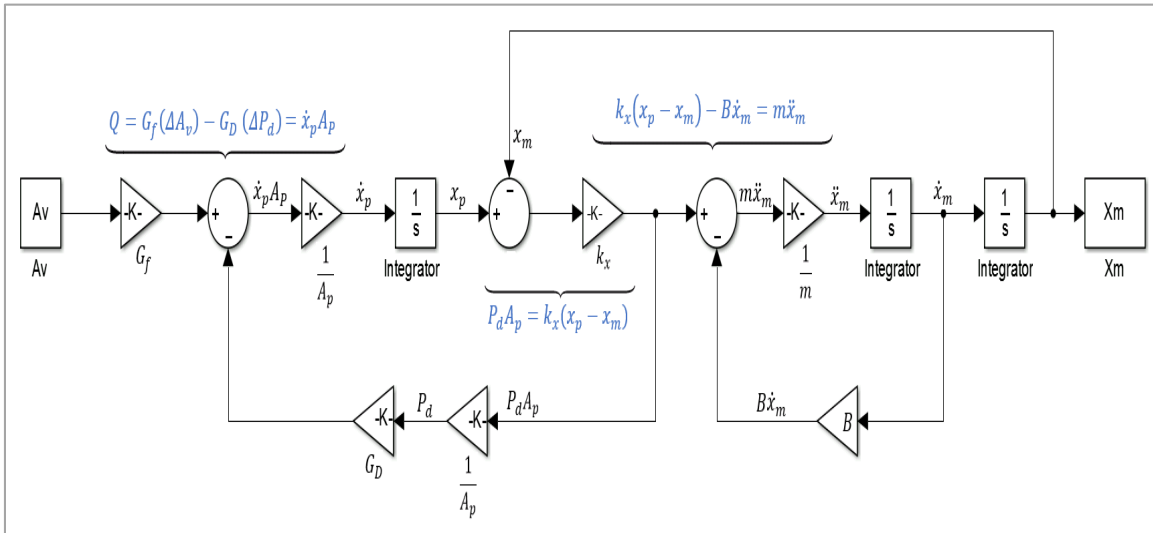 x_m
Q = G_f(ΔA_v) − G_D (ΔP_d) = ẋ_p A_P
k_x(x_p − x_m) − Bẋ_m = mẍ_m
Av
-K-
+
−
ẋ_p A_P
-K-
ẋ_p
1/s
x_p
−
+
-K-
+
−
mẍ_m
-K-
ẍ_m
1/s
ẋ_m
1/s
Xm
Av
G_f
1/A_p
Integrator
k_x
1/m
Integrator
Integrator
Xm
P_d A_p = k_x(x_p − x_m)
-K-
P_d
-K-
P_d A_p
Bẋ_m
B
G_D
1/A_p